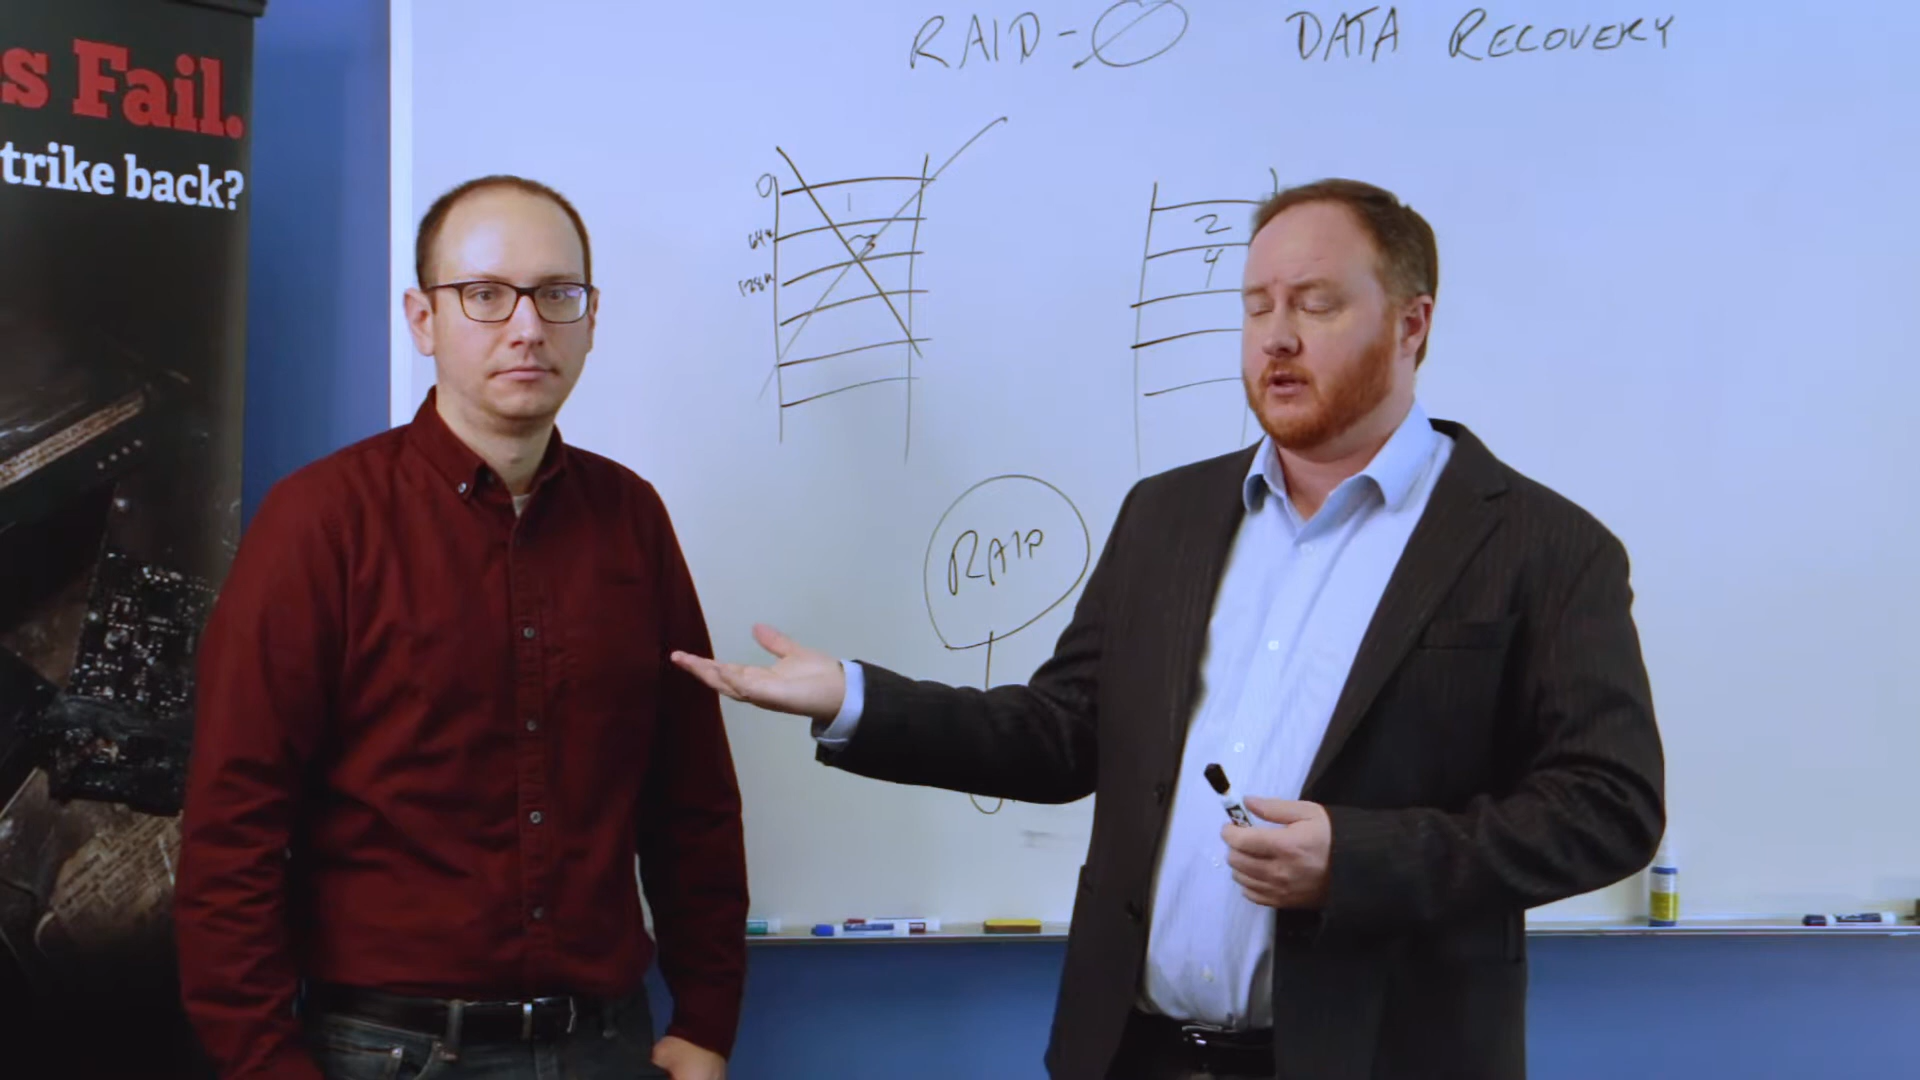 s Fail.
trike back?
RAID-0 DATA RECOVERY
0
1
64k
3
128k
2
4
RAID